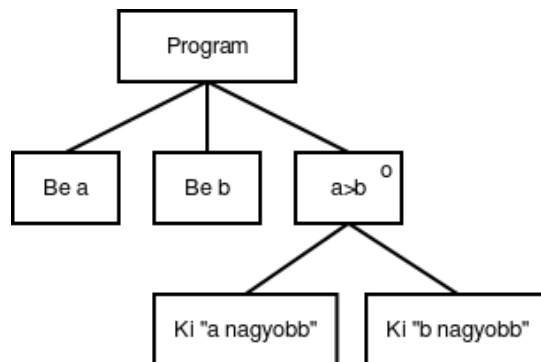 Program
Be a
Be b
a>b
o
Ki "a nagyobb"
Ki "b nagyobb"